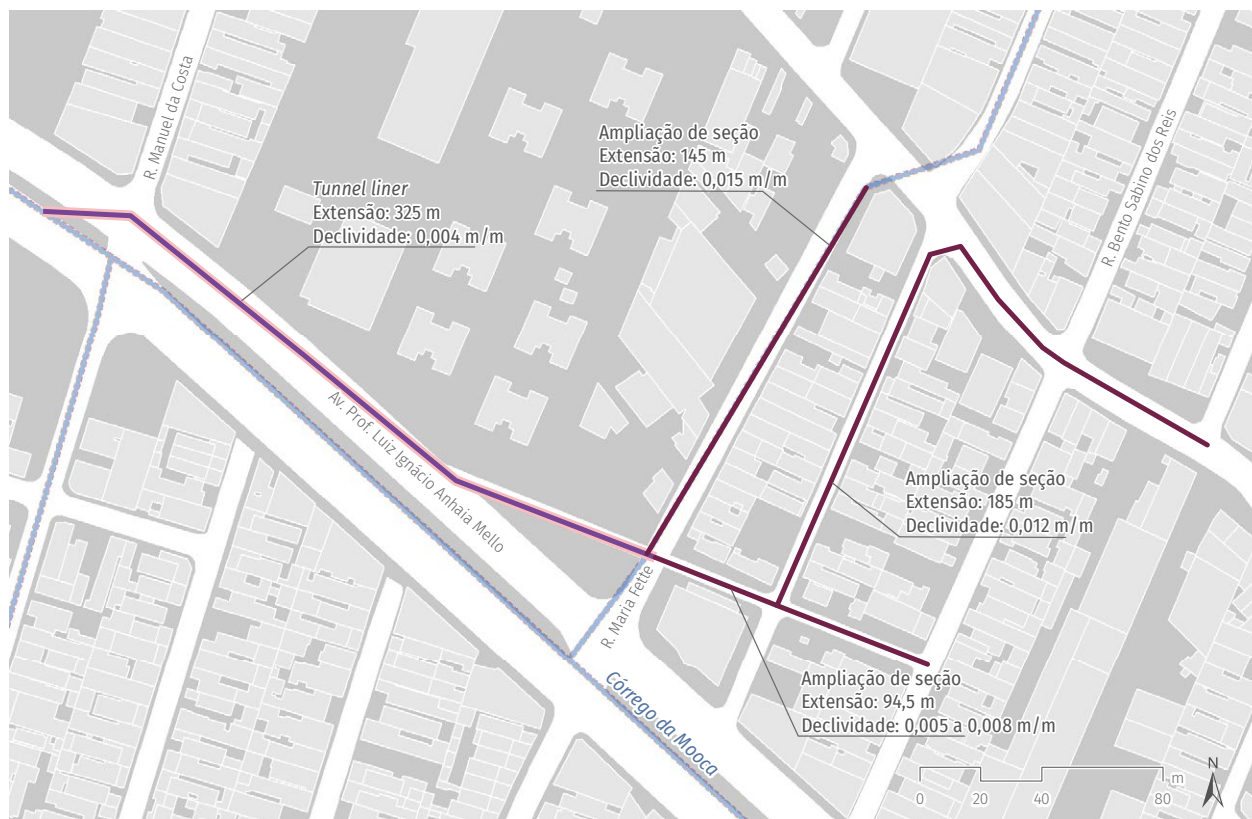 R. Manuel da Costa
Tunnel liner
Extensão: 325 m
Declividade: 0,004 m/m
Ampliação de seção
Extensão: 145 m
Declividade: 0,015 m/m
R. Bento Sabino dos Reis
Av. Prof. Luiz Ignácio Anhaia Mello
Ampliação de seção
Extensão: 185 m
Declividade: 0,012 m/m
R. Maria Fette
Córrego da Mooca
Ampliação de seção
Extensão: 94,5 m
Declividade: 0,005 a 0,008 m/m
N
m
0 20 40 80